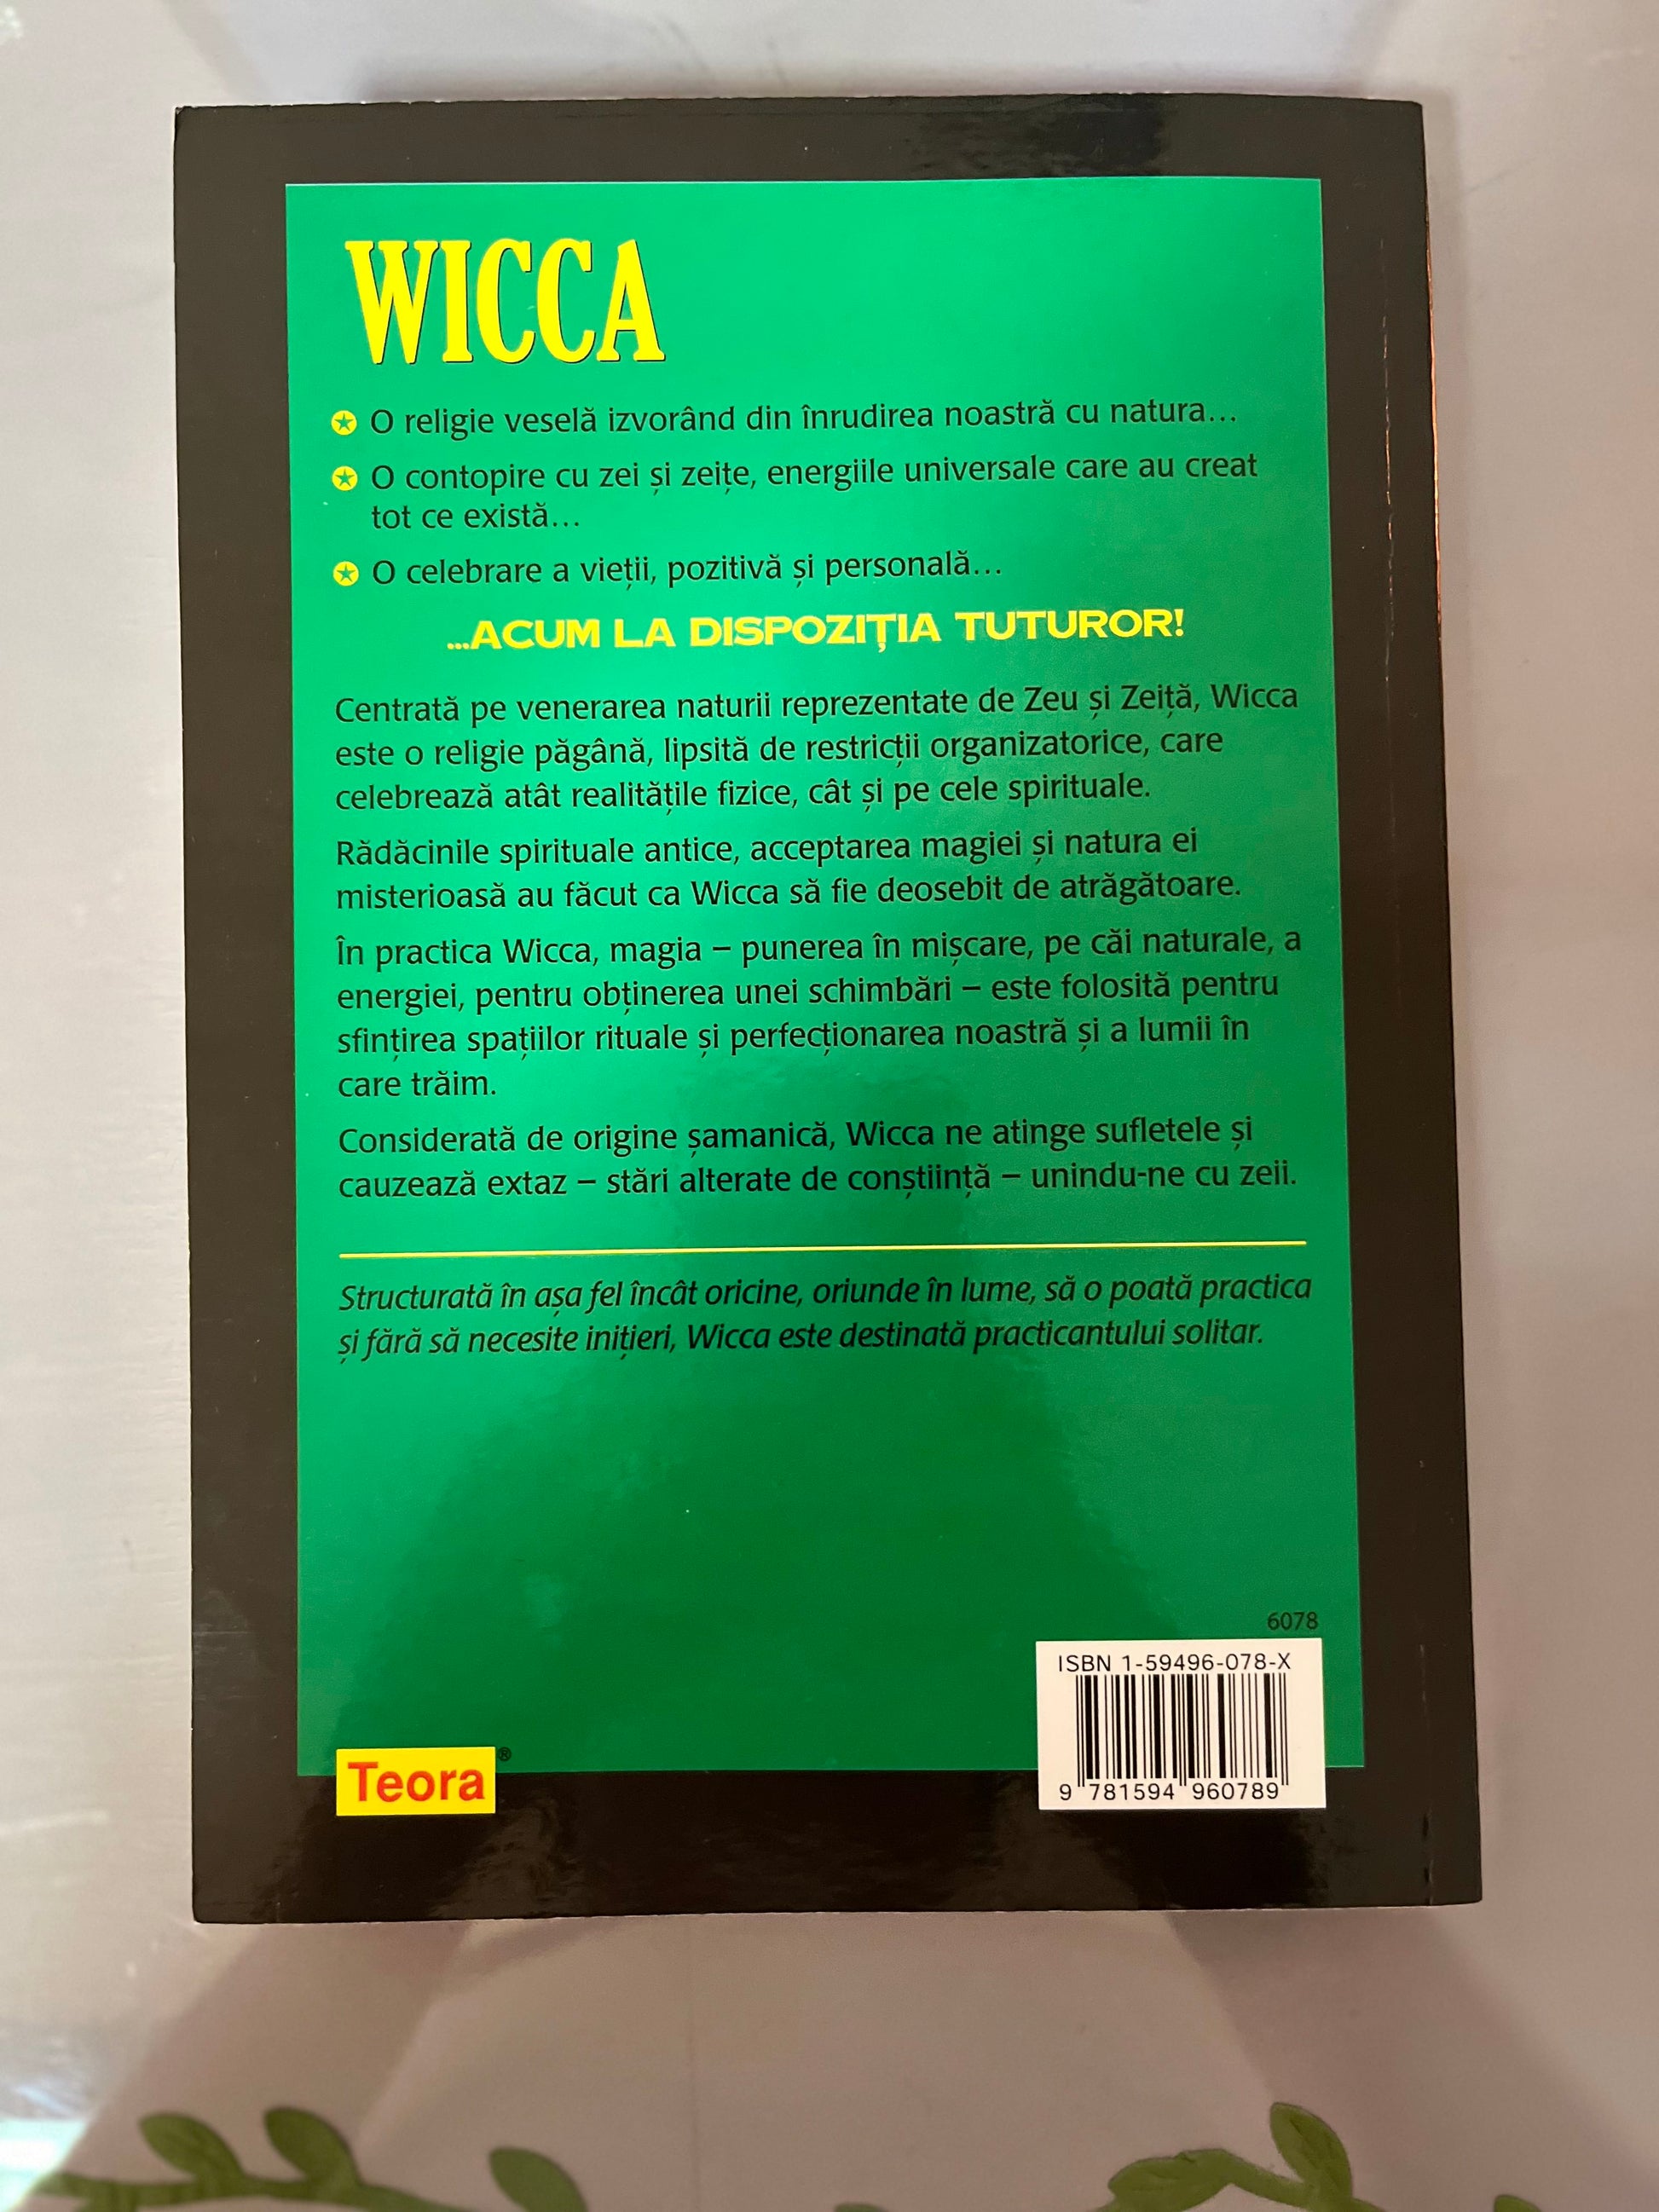 WICCA
O religie veselă izvorând din înrudirea noastră cu natura...
O contopire cu zei și zeițe, energiile universale care au creat
tot ce există...
O celebrare a vieții, pozitivă și personală...
...ACUM LA DISPOZIȚIA TUTUROR!
Centrată pe venerarea naturii reprezentate de Zeu și Zeiță, Wicca
este o religie păgână, lipsită de restricții organizatorice, care
celebrează atât realitățile fizice, cât și pe cele spirituale.
Rădăcinile spirituale antice, acceptarea magiei și natura ei
misterioasă au făcut ca Wicca să fie deosebit de atrăgătoare.
În practica Wicca, magia – punerea în mișcare, pe căi naturale, a
energiei, pentru obținerea unei schimbări – este folosită pentru
sfințirea spațiilor rituale și perfecționarea noastră și a lumii în
care trăim.
Considerată de origine șamanică, Wicca ne atinge sufletele și
cauzează extaz – stări alterate de conștiință – unindu-ne cu zeii.
Structurată în așa fel încât oricine, oriunde în lume, să o poată practica
și fără să necesite inițieri, Wicca este destinată practicantului solitar.
6078
ISBN 1-59496-078-X
9 781594 960789
Teora®